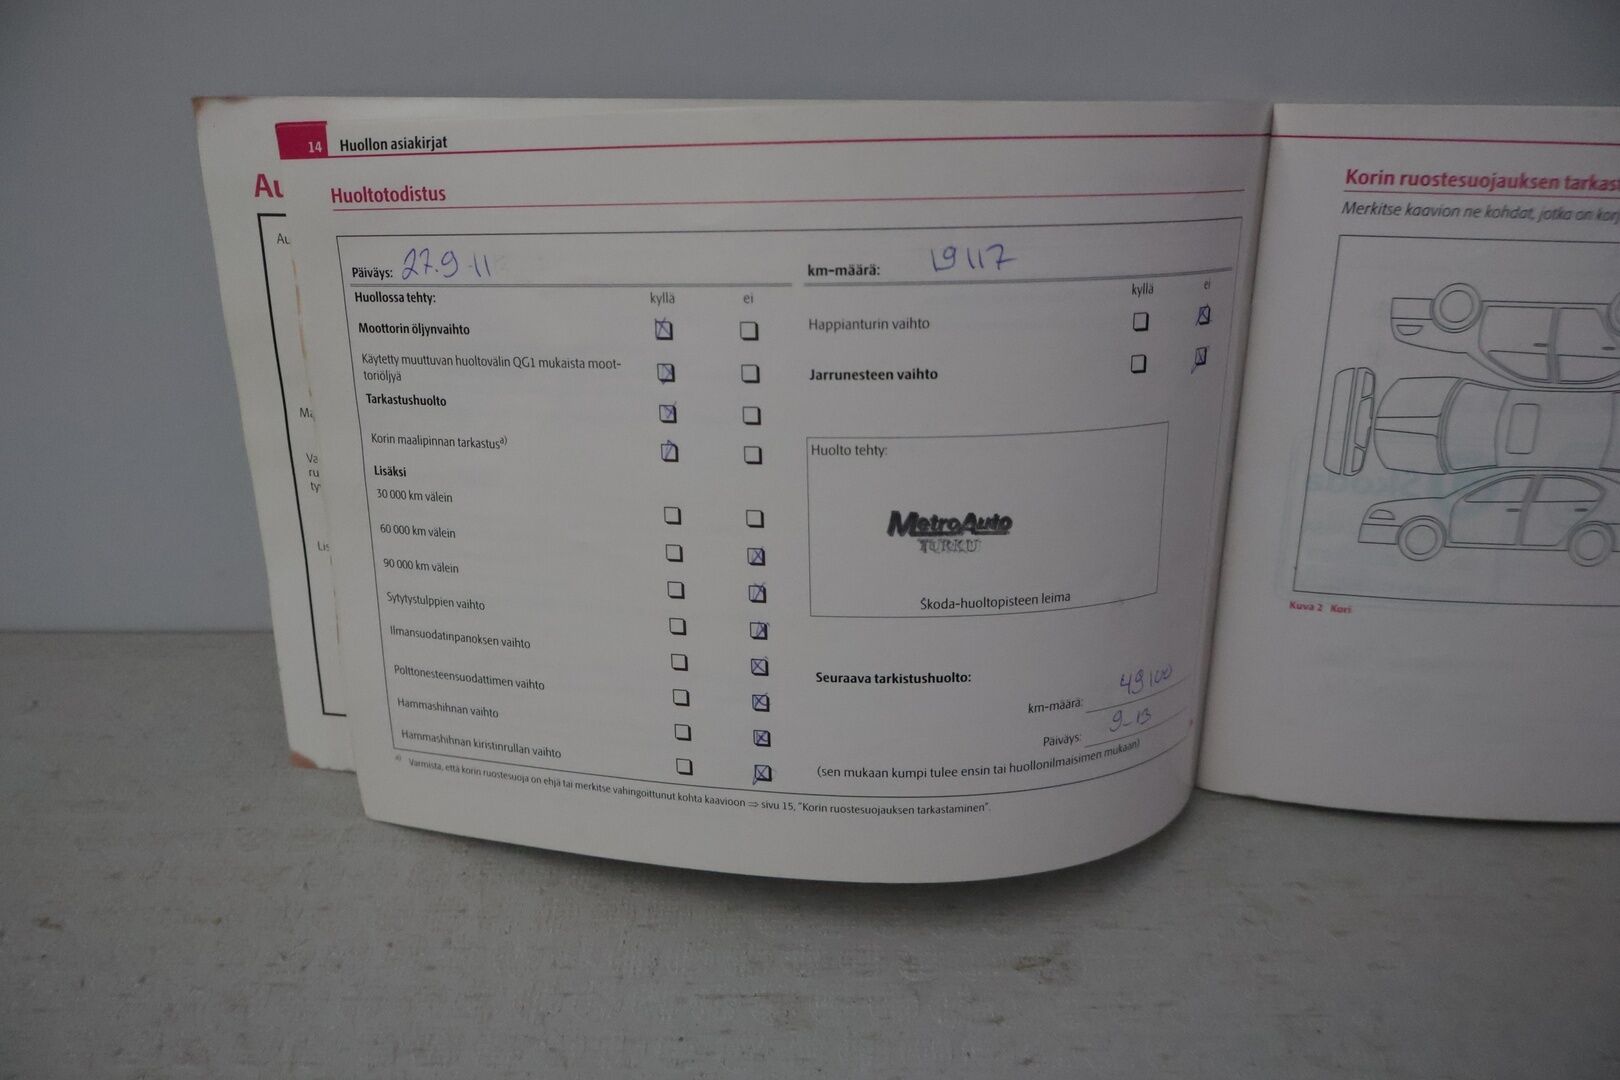 14 Huollon asiakirjat
Au
Huoltotodistus
Päiväys: 27.9.11
km-määrä: 19117
Huollossa tehty: kyllä ei
kyllä ei
Moottorin öljynvaihto
Happianturin vaihto
Käytetty muuttuvan huoltovälin QG1 mukaista moot-
toriöljyä
Jarrunesteen vaihto
Tarkastushuolto
Korin maalipinnan tarkastus a)
Huolto tehty:
Lisäksi
30 000 km välein
60 000 km välein
90 000 km välein
MetroAuto
TURKU
Sytytystulppien vaihto
Škoda-huoltopisteen leima
Ilmansuodatinpanoksen vaihto
Polttonesteensuodattimen vaihto
Seuraava tarkistushuolto:
Hammashihnan vaihto
km-määrä: 49100
Hammashihnan kiristinrullan vaihto
Päiväys: 9-13
(sen mukaan kumpi tulee ensin tai huollonilmaisimen mukaan)
a) Varmista, että korin ruostesuoja on ehjä tai merkitse vahingoittunut kohta kaavioon ⇒ sivu 15, "Korin ruostesuojauksen tarkastaminen".
Korin ruostesuojauksen tarkas
Merkitse kaavion ne kohdat, jotka on korj
Kuva 2 Kori